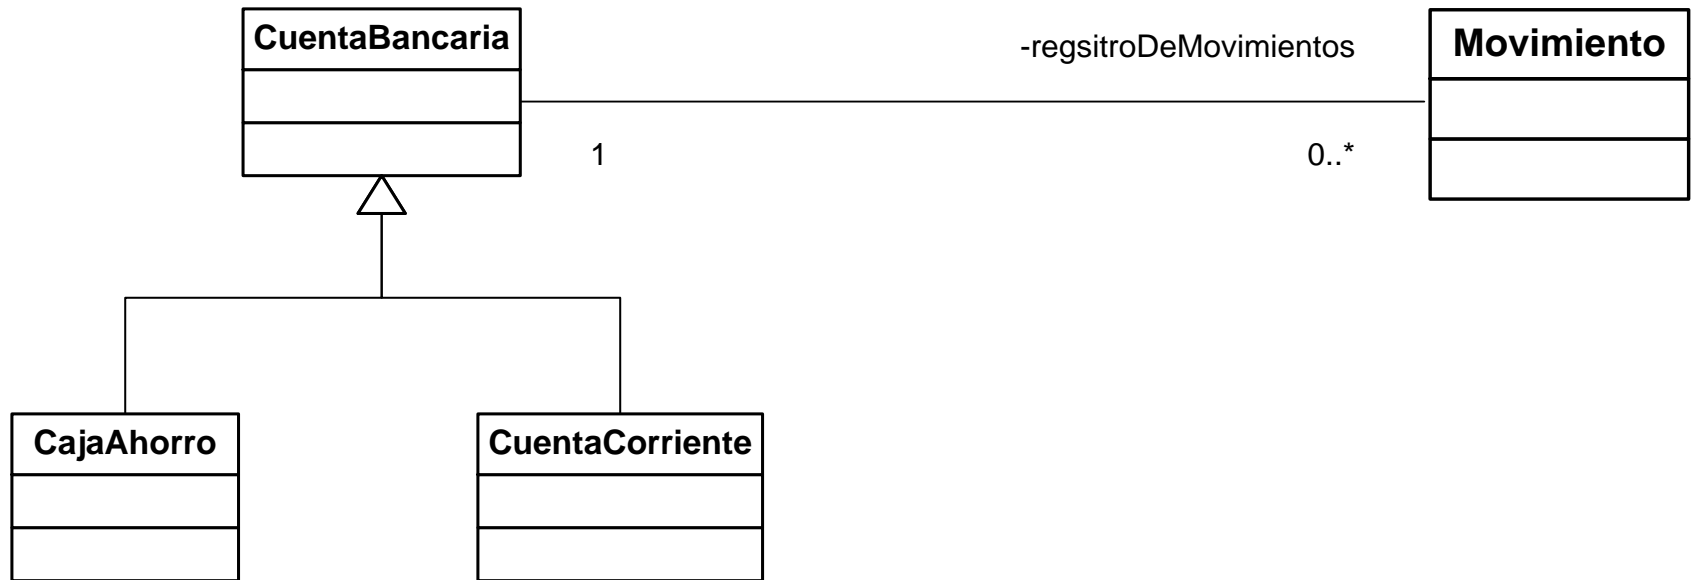 CuentaBancaria
-regsitroDeMovimientos
Movimiento
1
0..*
CajaAhorro
CuentaCorriente